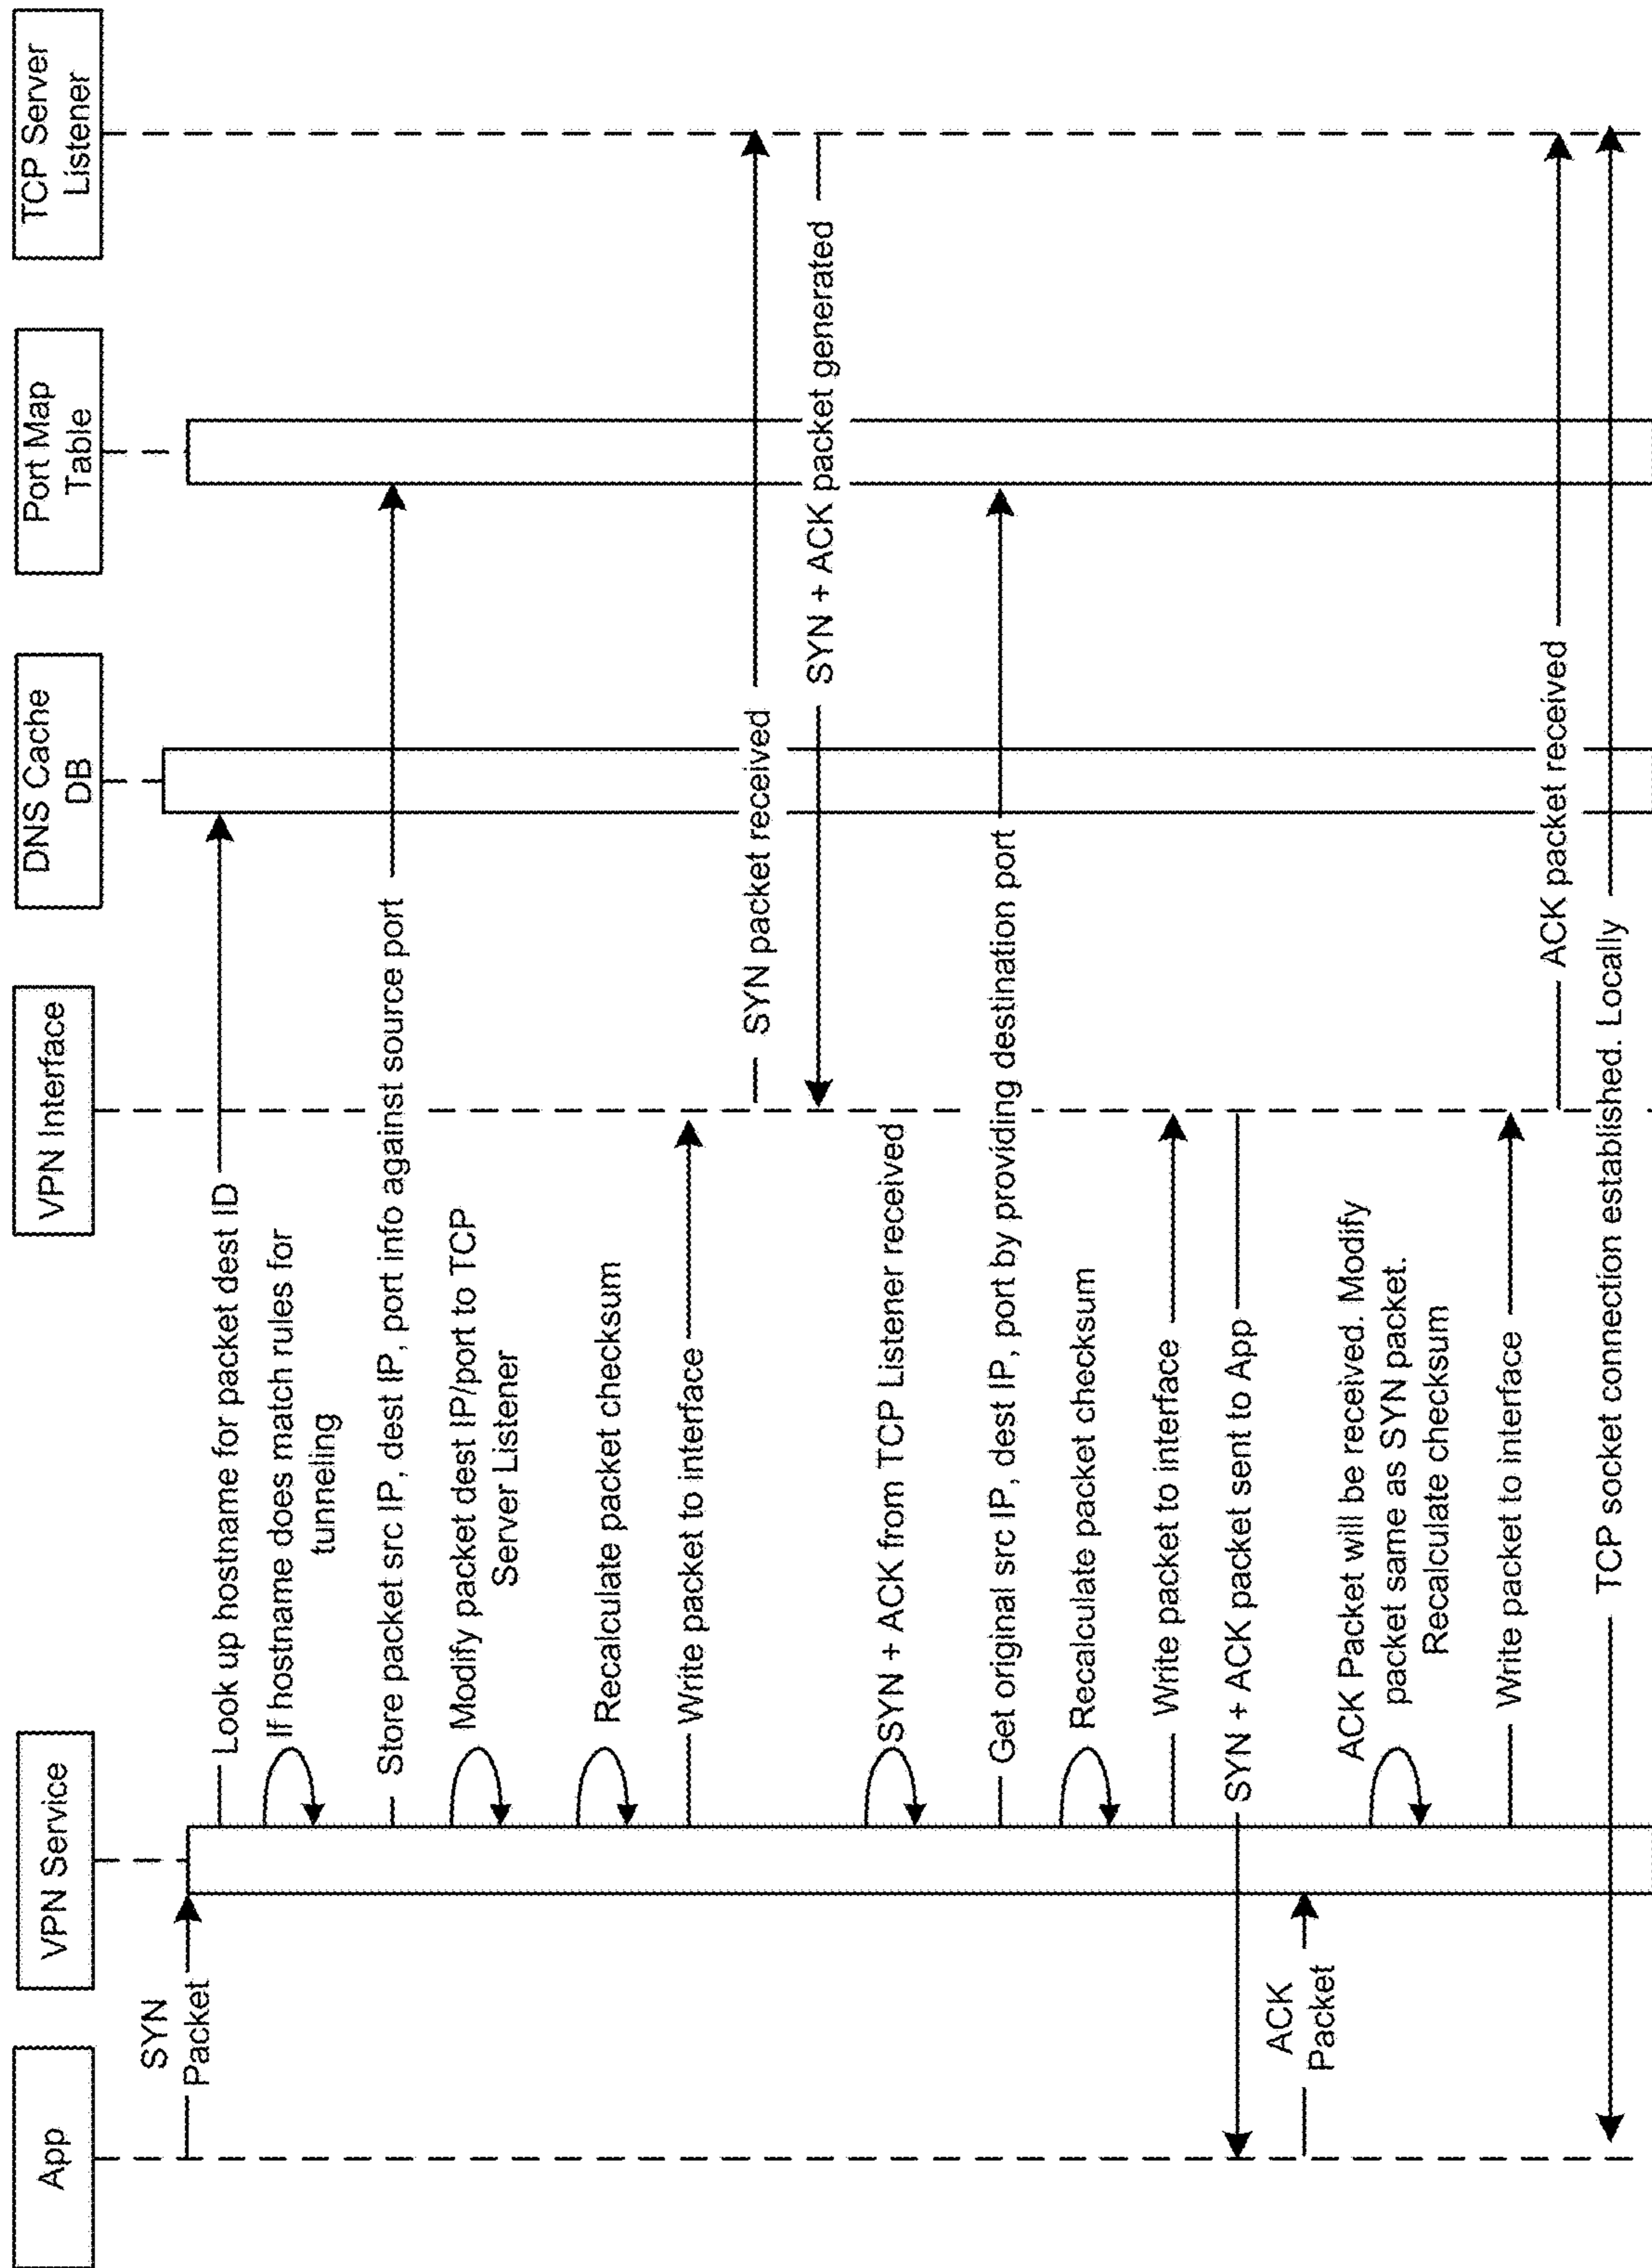 App
VPN Service
VPN Interface
DNS Cache
DB
Port Map
Table
TCP Server
Listener
SYN
Packet
Look up hostname for packet dest ID
If hostname does match rules for
tunneling
Store packet src IP, dest IP, port info against source port
Modify packet dest IP/port to TCP
Server Listener
Recalculate packet checksum
Write packet to interface
SYN packet received
SYN + ACK packet generated
SYN + ACK from TCP Listener received
Get original src IP, dest IP, port by providing destination port
Recalculate packet checksum
Write packet to interface
SYN + ACK packet sent to App
ACK
Packet
ACK Packet will be received. Modify
packet same as SYN packet.
Recalculate checksum
Write packet to interface
ACK packet received
TCP socket connection established. Locally